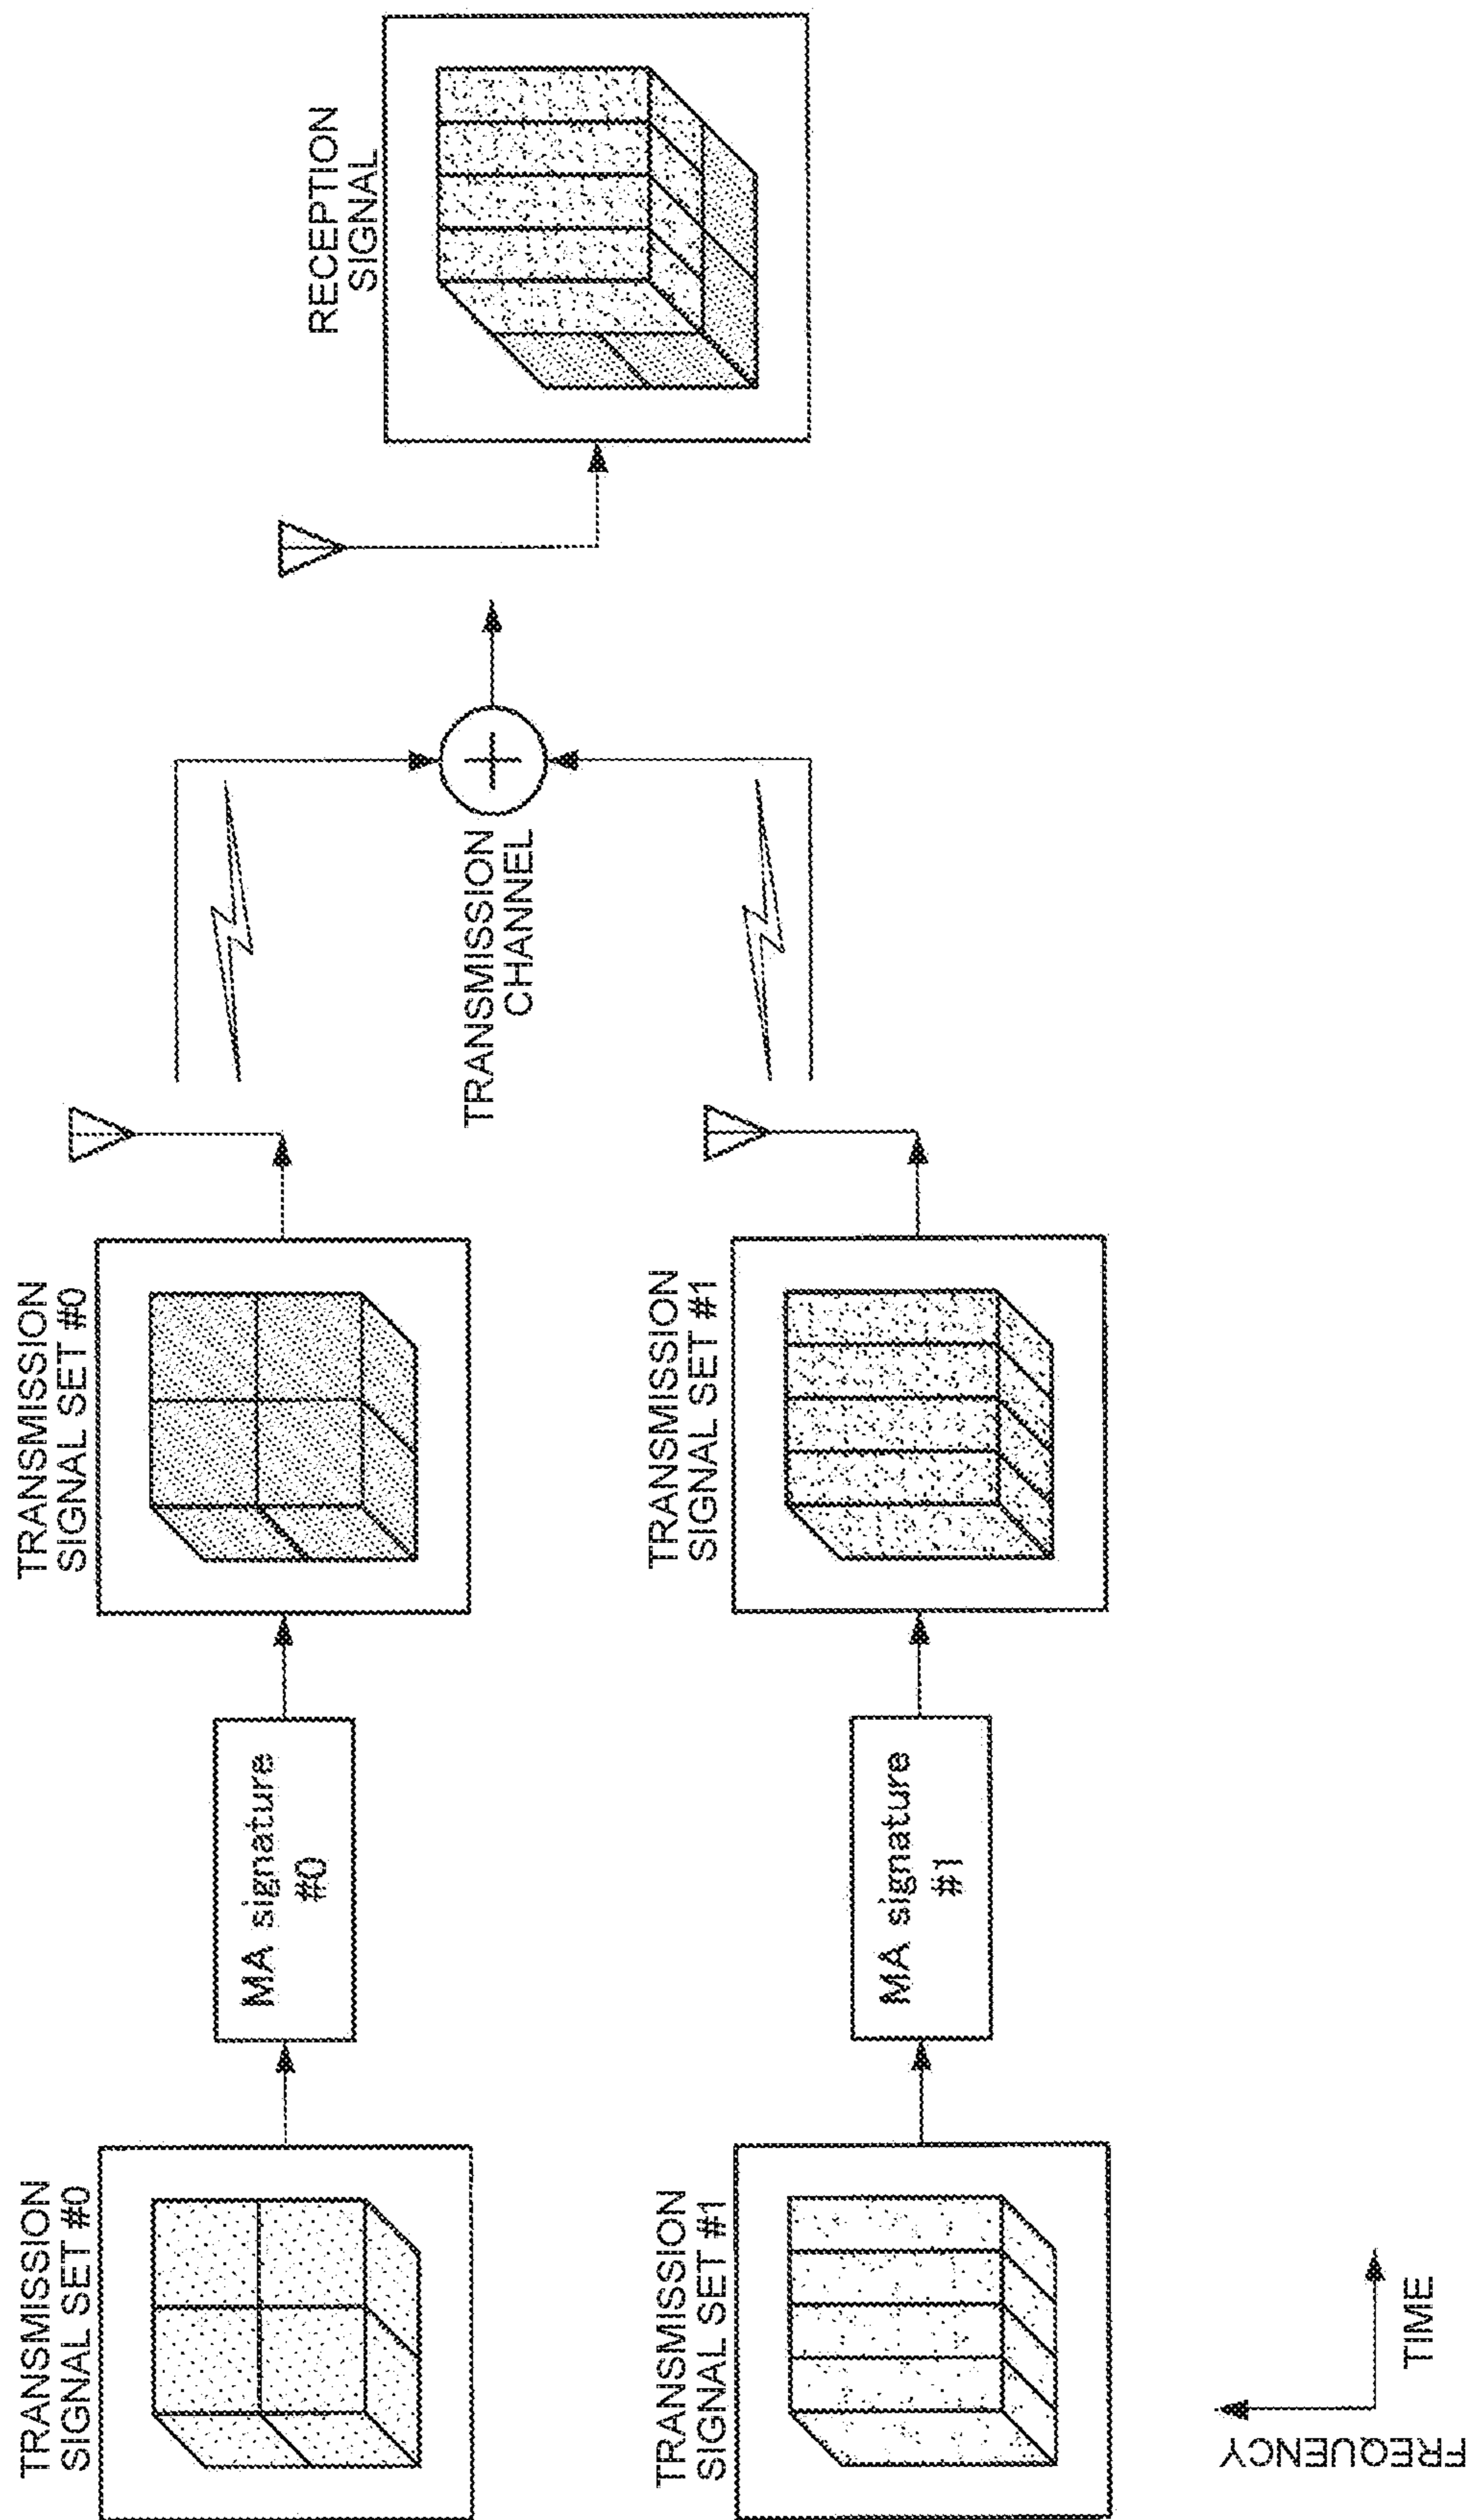 TRANSMISSION
SIGNAL SET #0
MA signature
#0
TRANSMISSION
SIGNAL SET #0
TRANSMISSION
SIGNAL SET #1
MA signature
#1
TRANSMISSION
SIGNAL SET #1
TRANSMISSION
CHANNEL
RECEPTION
SIGNAL
FREQUENCY
TIME